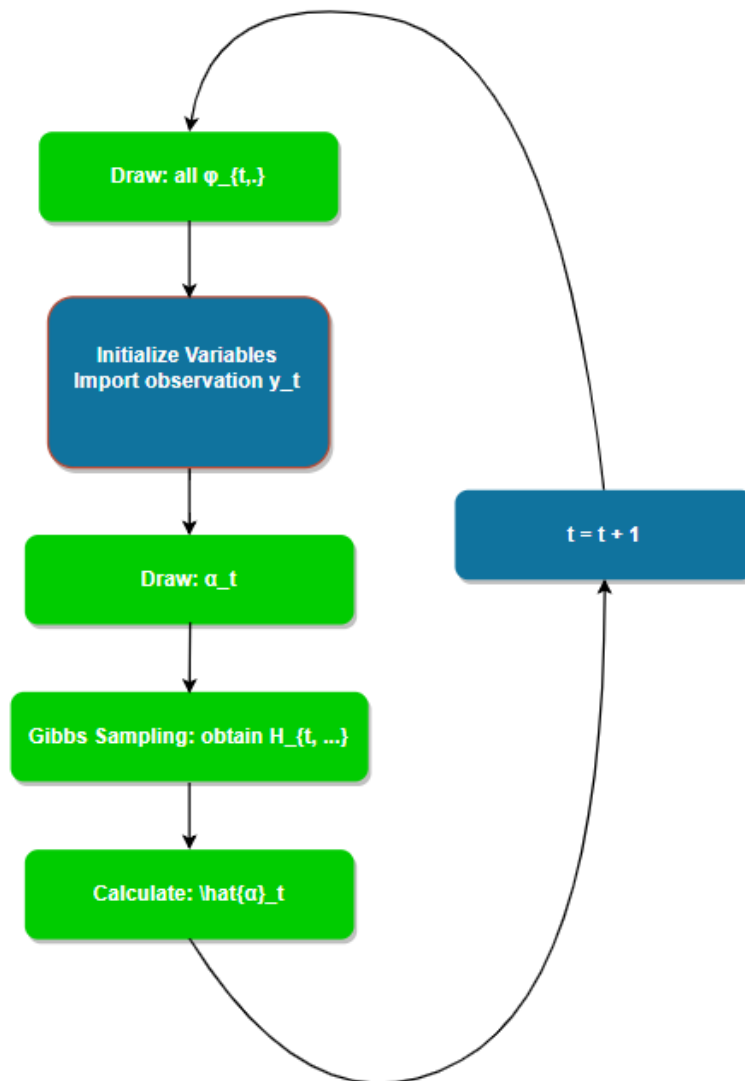 Draw: all φ_{t,.}
Initialize Variables
Import observation y_t
Draw: α_t
t = t + 1
Gibbs Sampling: obtain H_{t, ...}
Calculate: \hat{α}_t